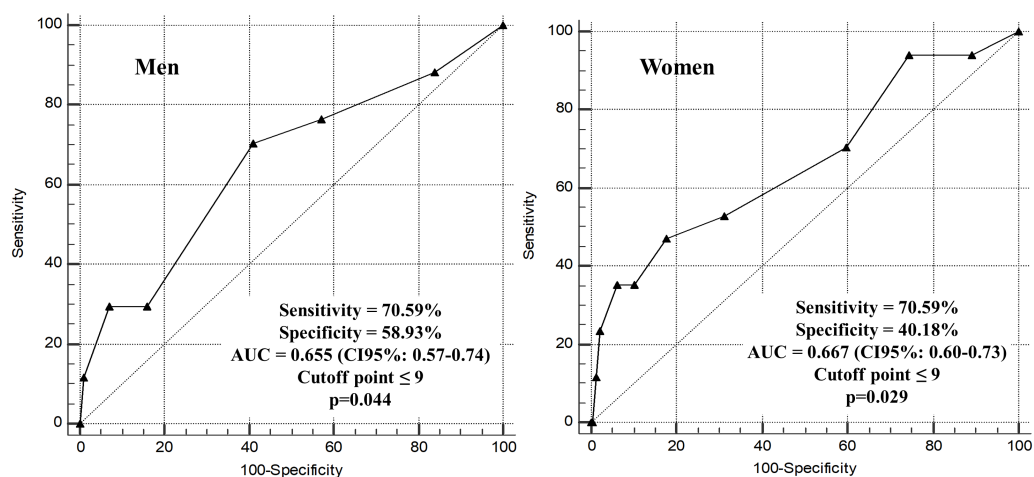 Men
100
80
60
40
20
0
Sensitivity
Sensitivity = 70.59%
Specificity = 58.93%
AUC = 0.655 (CI95%: 0.57-0.74)
Cutoff point ≤ 9
p=0.044
0 20 40 60 80 100
100-Specificity
Women
100
80
60
40
20
0
Sensitivity
Sensitivity = 70.59%
Specificity = 40.18%
AUC = 0.667 (CI95%: 0.60-0.73)
Cutoff point ≤ 9
p=0.029
0 20 40 60 80 100
100-Specificity